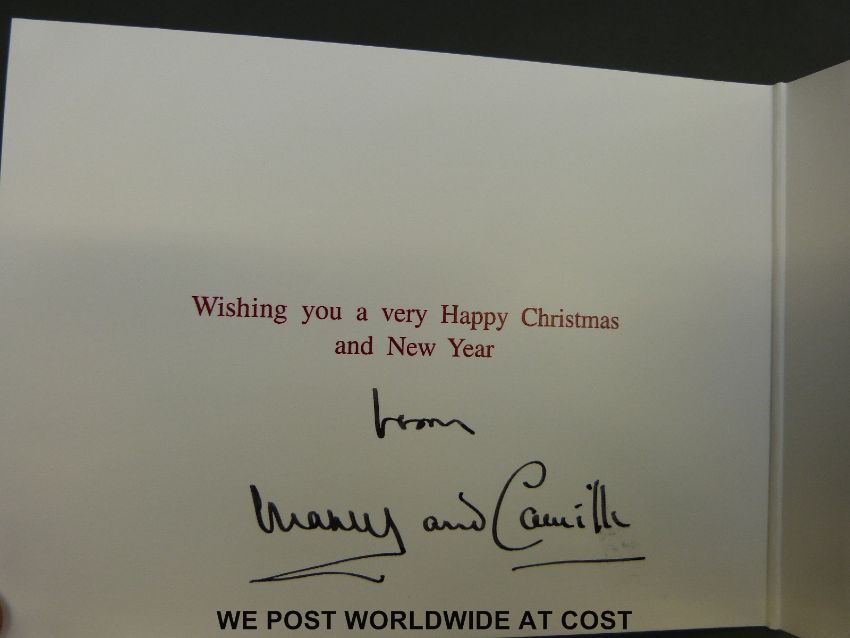 Wishing you a very Happy Christmas
and New Year
from
Charles and Camilla
WE POST WORLDWIDE AT COST